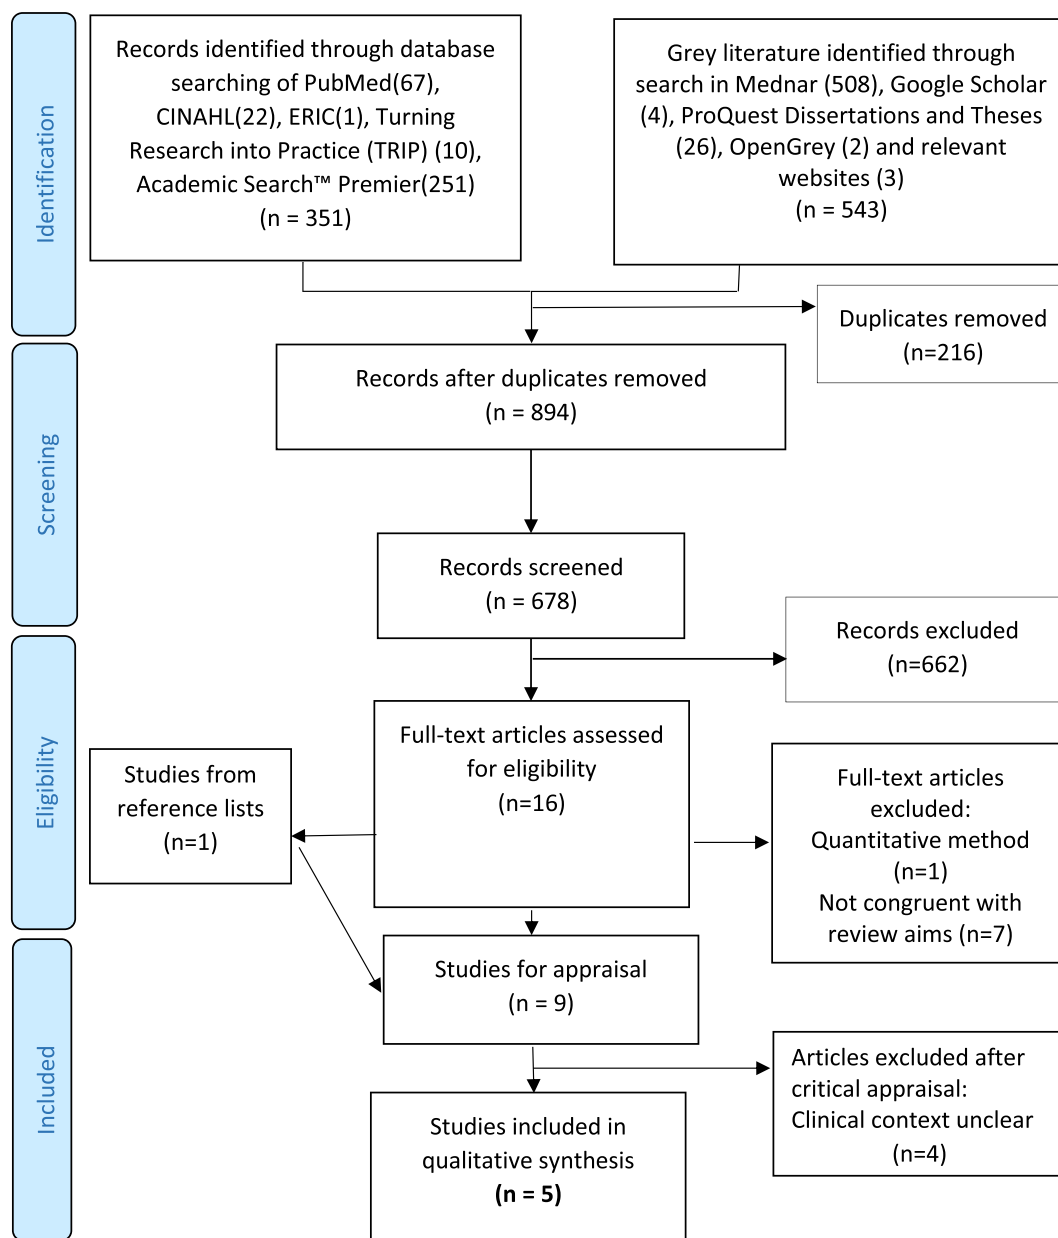 Identification
Records identified through database
searching of PubMed(67),
CINAHL(22), ERIC(1), Turning
Research into Practice (TRIP) (10),
Academic Search™ Premier(251)
(n = 351)
Grey literature identified through
search in Mednar (508), Google Scholar
(4), ProQuest Dissertations and Theses
(26), OpenGrey (2) and relevant
websites (3)
(n = 543)
Duplicates removed
(n=216)
Screening
Records after duplicates removed
(n = 894)
Records screened
(n = 678)
Records excluded
(n=662)
Eligibility
Full-text articles assessed
for eligibility
(n=16)
Studies from
reference lists
(n=1)
Full-text articles
excluded:
Quantitative method
(n=1)
Not congruent with
review aims (n=7)
Included
Studies for appraisal
(n = 9)
Articles excluded after
critical appraisal:
Clinical context unclear
(n=4)
Studies included in
qualitative synthesis
(n = 5)